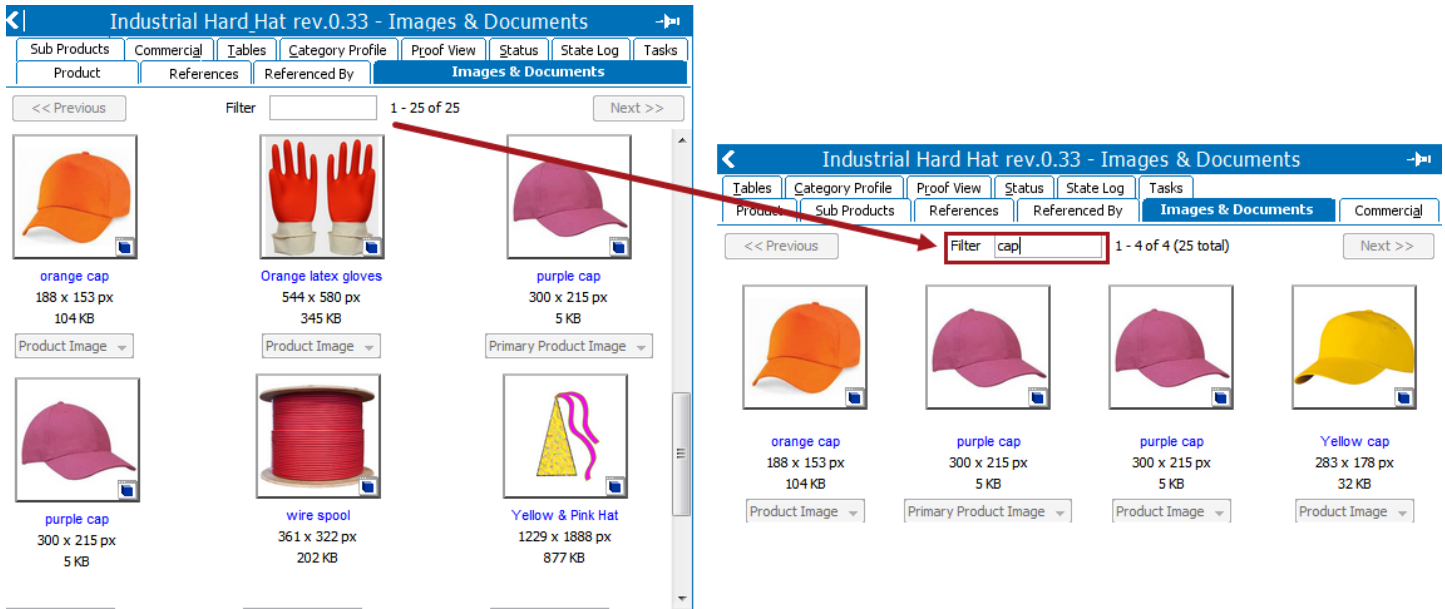 Industrial Hard Hat rev.0.33 - Images & Documents
Sub Products Commercial Tables Category Profile Proof View Status State Log Tasks
Product References Referenced By Images & Documents
<< Previous Filter 1 - 25 of 25 Next >>
orange cap Orange latex gloves purple cap
188 x 153 px 544 x 580 px 300 x 215 px
104 KB 345 KB 5 KB
Product Image Product Image Primary Product Image
purple cap wire spool Yellow & Pink Hat
300 x 215 px 361 x 322 px 1229 x 1888 px
5 KB 202 KB 877 KB
Industrial Hard Hat rev.0.33 - Images & Documents
Tables Category Profile Proof View Status State Log Tasks
Product Sub Products References Referenced By Images & Documents Commercial
<< Previous Filter cap 1 - 4 of 4 (25 total) Next >>
orange cap purple cap purple cap Yellow cap
188 x 153 px 300 x 215 px 300 x 215 px 283 x 178 px
104 KB 5 KB 5 KB 32 KB
Product Image Primary Product Image Product Image Product Image